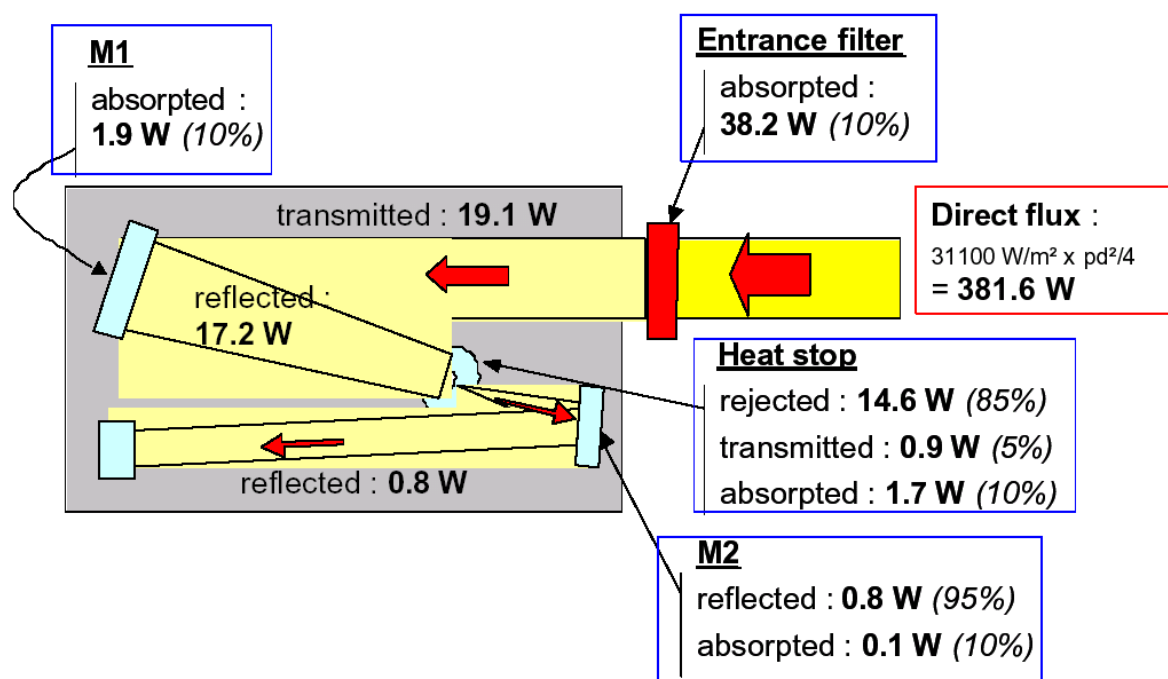 M1
absorpted :
1.9 W (10%)
Entrance filter
absorpted :
38.2 W (10%)
transmitted : 19.1 W
Direct flux :
31100 W/m² x pd²/4
= 381.6 W
reflected :
17.2 W
Heat stop
rejected : 14.6 W (85%)
transmitted : 0.9 W (5%)
absorpted : 1.7 W (10%)
reflected : 0.8 W
M2
reflected : 0.8 W (95%)
absorpted : 0.1 W (10%)